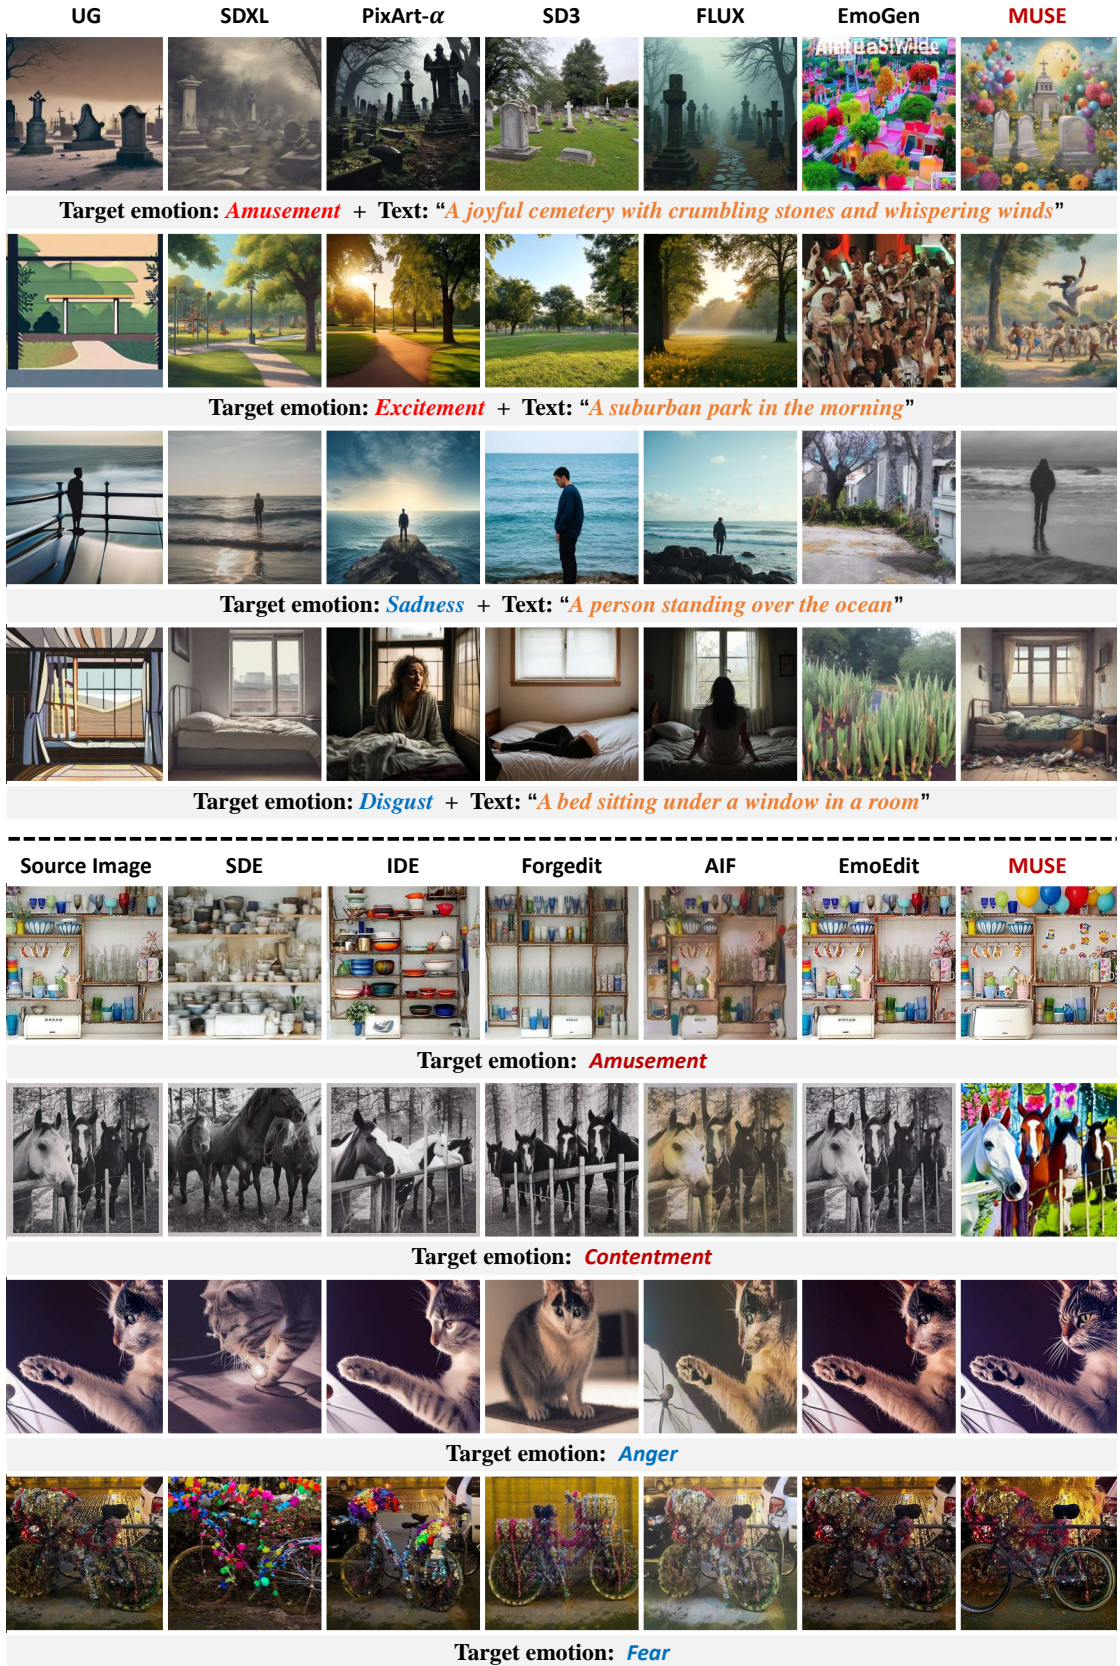 UG SDXL PixArt-α SD3 FLUX EmoGen MUSE
Target emotion: Amusement + Text: “A joyful cemetery with crumbling stones and whispering winds”
Target emotion: Excitement + Text: “A suburban park in the morning”
Target emotion: Sadness + Text: “A person standing over the ocean”
Target emotion: Disgust + Text: “A bed sitting under a window in a room”
Source Image SDE IDE Forgedit AIF EmoEdit MUSE
Target emotion: Amusement
Target emotion: Contentment
Target emotion: Anger
Target emotion: Fear